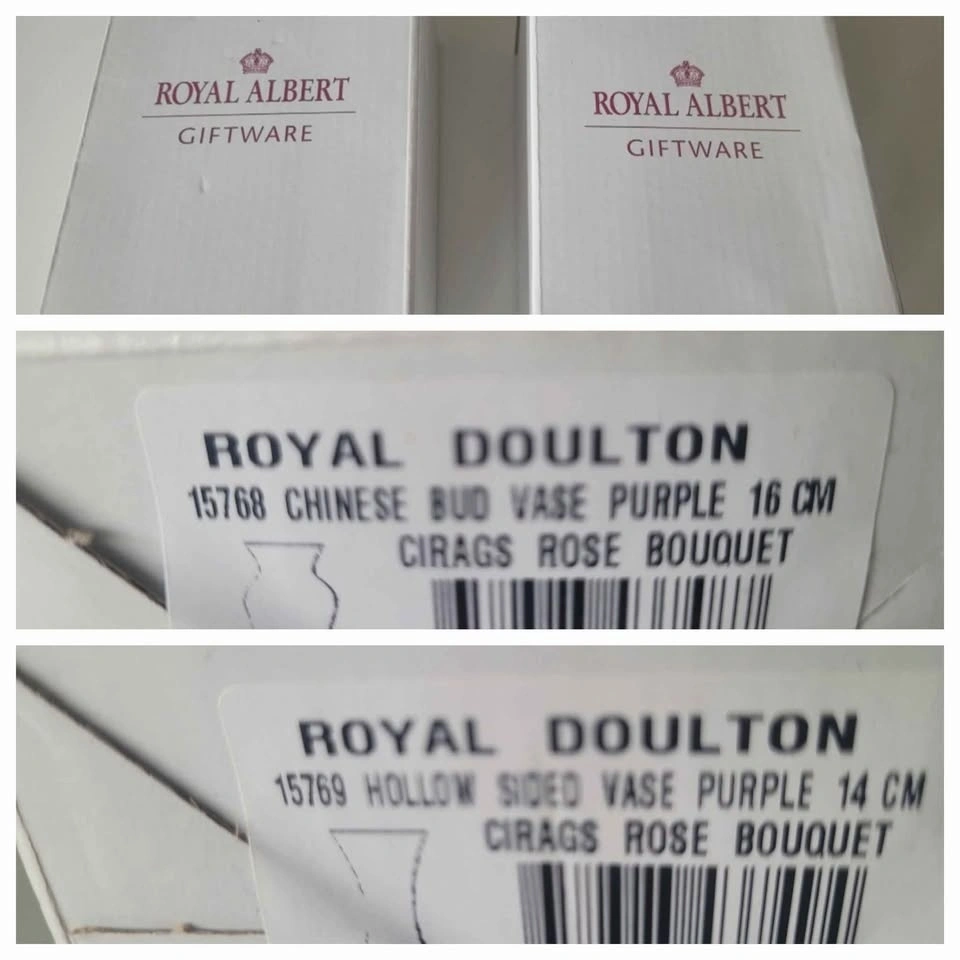 ROYAL ALBERT
GIFTWARE
ROYAL ALBERT
GIFTWARE
ROYAL DOULTON
15768 CHINESE BUD VASE PURPLE 16 CM
CIRAGS ROSE BOUQUET
ROYAL DOULTON
15769 HOLLOW SIDED VASE PURPLE 14 CM
CIRAGS ROSE BOUQUET